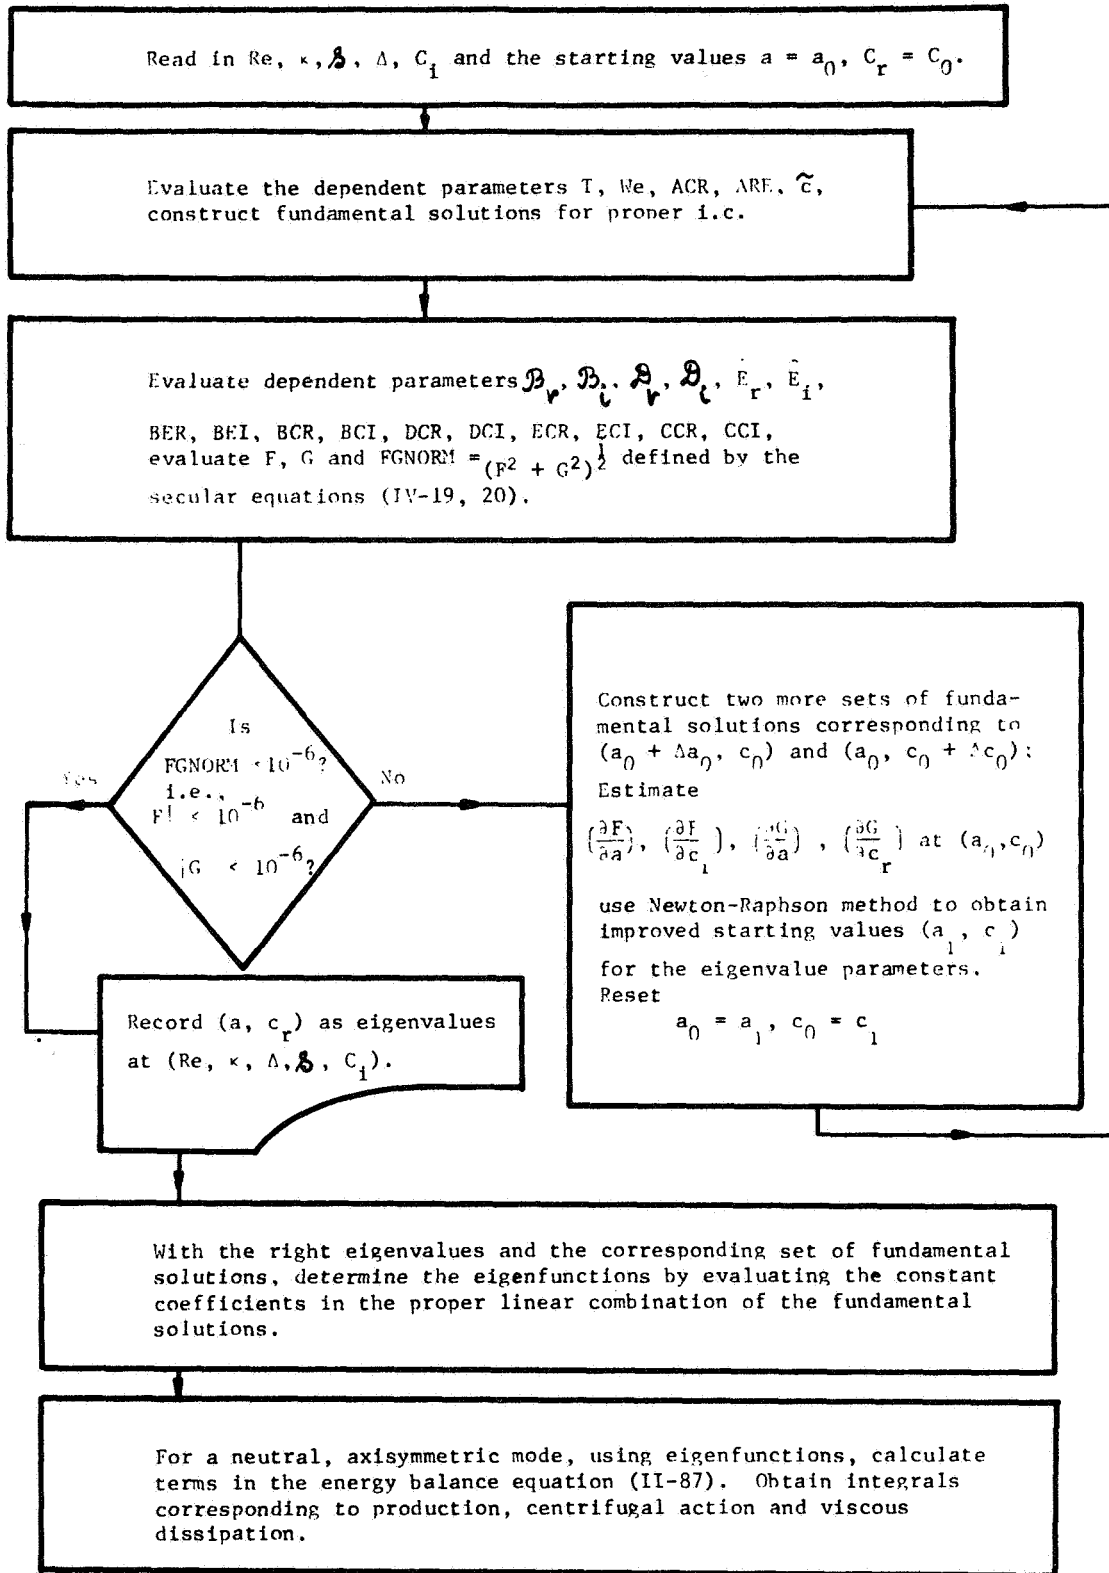 Read in Re, κ, 𝒮, Δ, C_i and the starting values a = a_0, C_r = C_0.
Evaluate the dependent parameters T, We, ACR, ARE, c̃,
construct fundamental solutions for proper i.c.
Evaluate dependent parameters ℬ_r, ℬ_i, 𝒟_r, 𝒟_i, Ê_r, Ê_i,
BER, BEI, BCR, BCI, DCR, DCI, ECR, ECI, CCR, CCI,
evaluate F, G and FGNORM = (F² + G²)^½ defined by the
secular equations (IV-19, 20).
Is
FGNORM < 10^-6?
i.e.,
|F| < 10^-6 and
|G| < 10^-6?
Yes
No
Construct two more sets of funda-
mental solutions corresponding to
(a_0 + Δa_0, c_0) and (a_0, c_0 + Δc_0);
Estimate
(∂F/∂a), (∂F/∂c_r), (∂G/∂a), (∂G/∂c_r) at (a_0, c_0)
use Newton-Raphson method to obtain
improved starting values (a_1, c_1)
for the eigenvalue parameters.
Reset
a_0 = a_1, c_0 = c_1
Record (a, c_r) as eigenvalues
at (Re, κ, Δ, 𝒮, C_i).
With the right eigenvalues and the corresponding set of fundamental
solutions, determine the eigenfunctions by evaluating the constant
coefficients in the proper linear combination of the fundamental
solutions.
For a neutral, axisymmetric mode, using eigenfunctions, calculate
terms in the energy balance equation (II-87). Obtain integrals
corresponding to production, centrifugal action and viscous
dissipation.